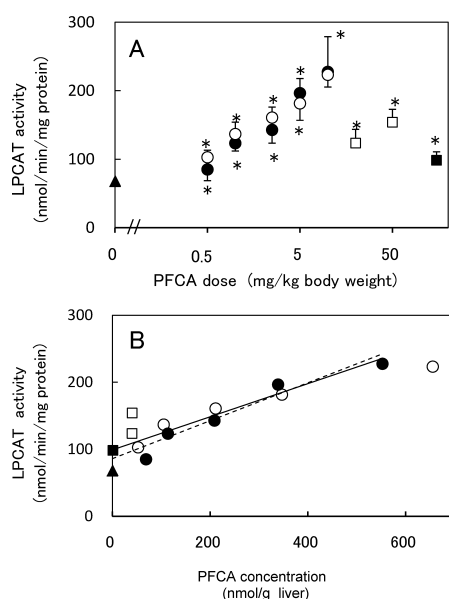 A
LPCAT activity
(nmol/min/mg protein)
300
200
100
0
* * * * * * * * * * * *
0 0.5 5 50
PFCA dose (mg/kg body weight)
B
LPCAT activity
(nmol/min/mg protein)
300
200
100
0
0 200 400 600
PFCA concentration
(nmol/g liver)